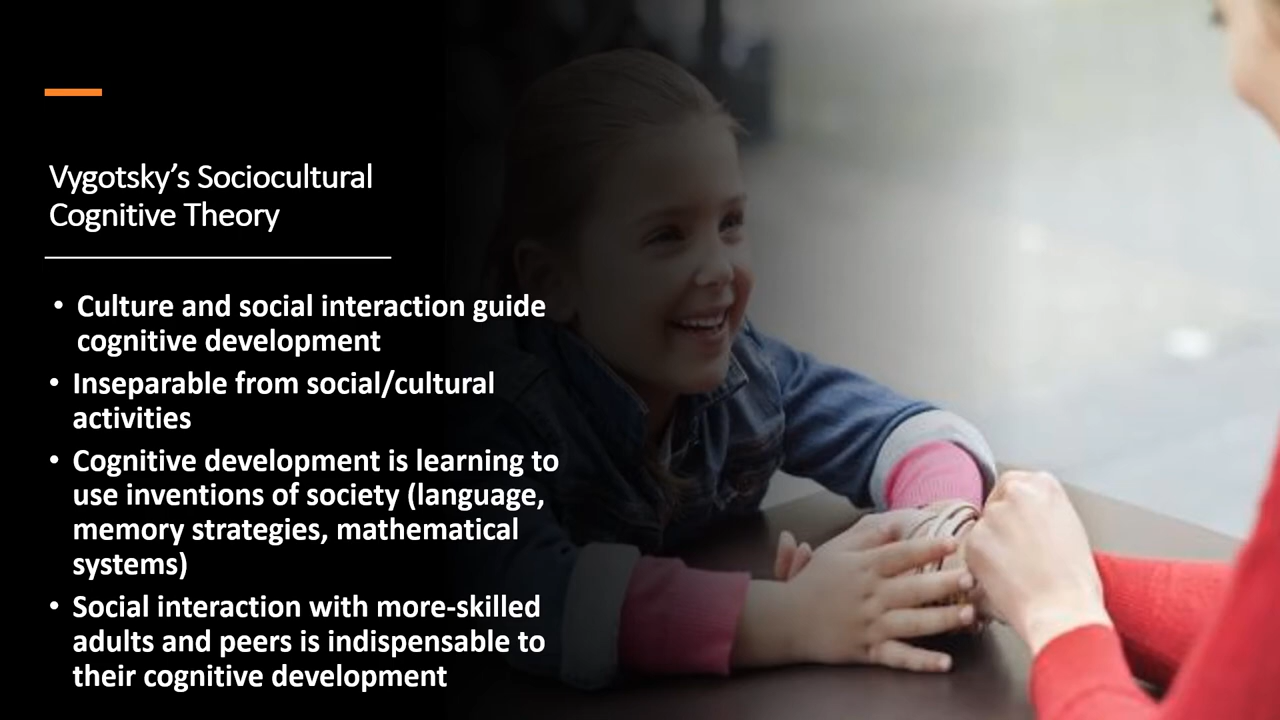 Vygotsky’s Sociocultural
Cognitive Theory
• Culture and social interaction guide
cognitive development
• Inseparable from social/cultural
activities
• Cognitive development is learning to
use inventions of society (language,
memory strategies, mathematical
systems)
• Social interaction with more-skilled
adults and peers is indispensable to
their cognitive development